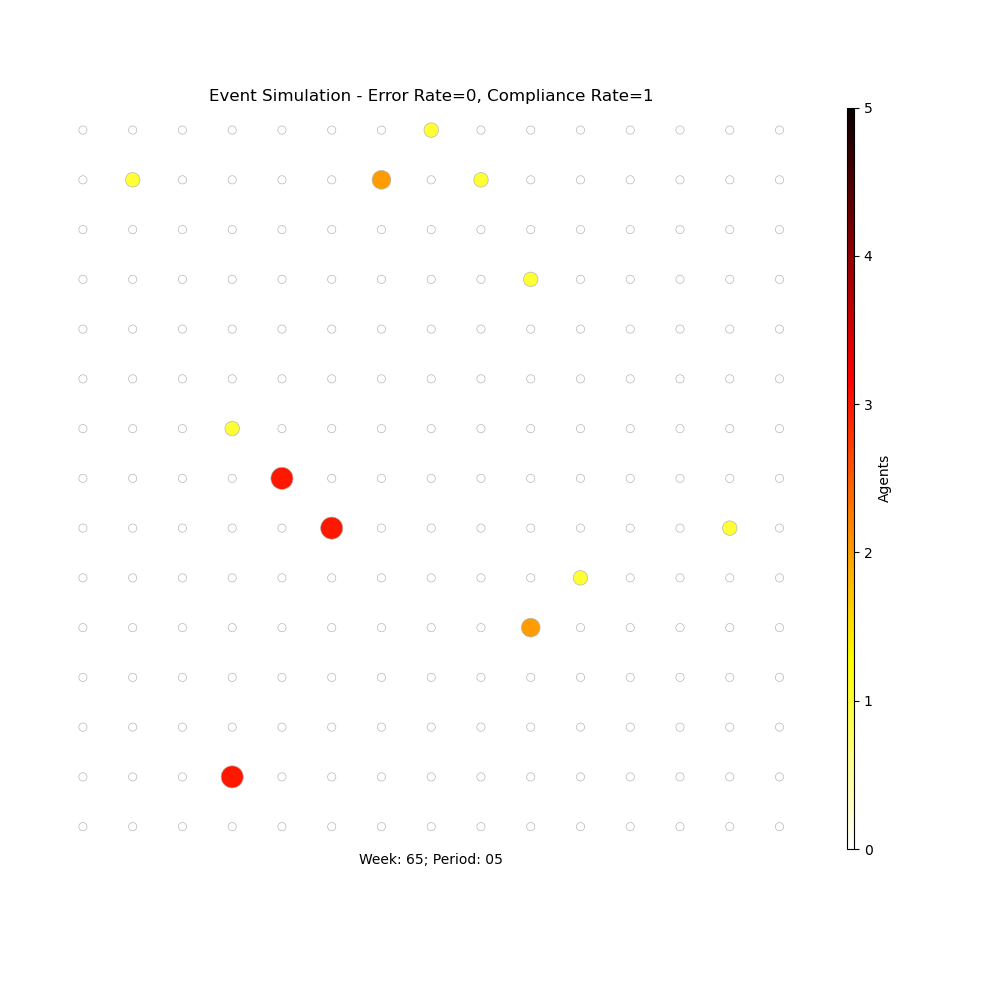 Event Simulation - Error Rate=0, Compliance Rate=1
5
4
3
2
1
0
Agents
Week: 65; Period: 05